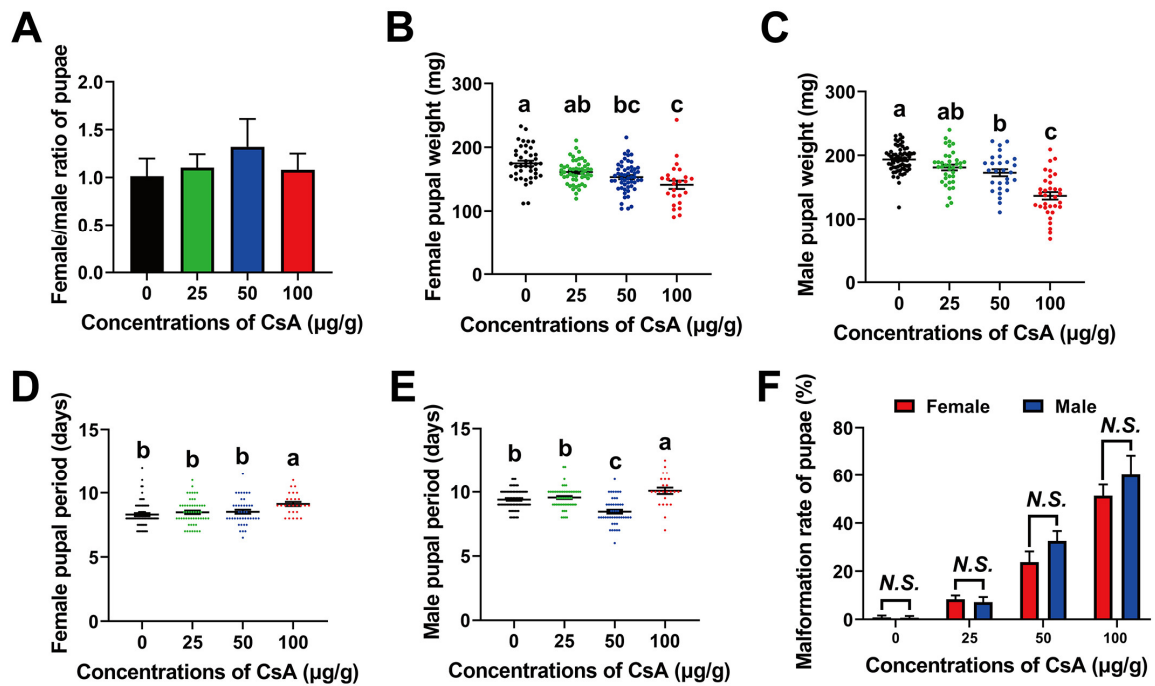 A
Female/male ratio of pupae
2.0
1.5
1.0
0.5
0.0
0 25 50 100
Concentrations of CsA (µg/g)
B
Female pupal weight (mg)
300
200
100
0
a ab bc c
0 25 50 100
Concentrations of CsA (µg/g)
C
Male pupal weight (mg)
300
200
100
0
a ab b c
0 25 50 100
Concentrations of CsA (µg/g)
D
Female pupal period (days)
15
10
5
0
b b b a
0 25 50 100
Concentrations of CsA (µg/g)
E
Male pupal period (days)
15
10
5
0
b b c a
0 25 50 100
Concentrations of CsA (µg/g)
F
Malformation rate of pupae (%)
Female Male
80
60
40
20
0
N.S. N.S. N.S. N.S.
0 25 50 100
Concentrations of CsA (µg/g)